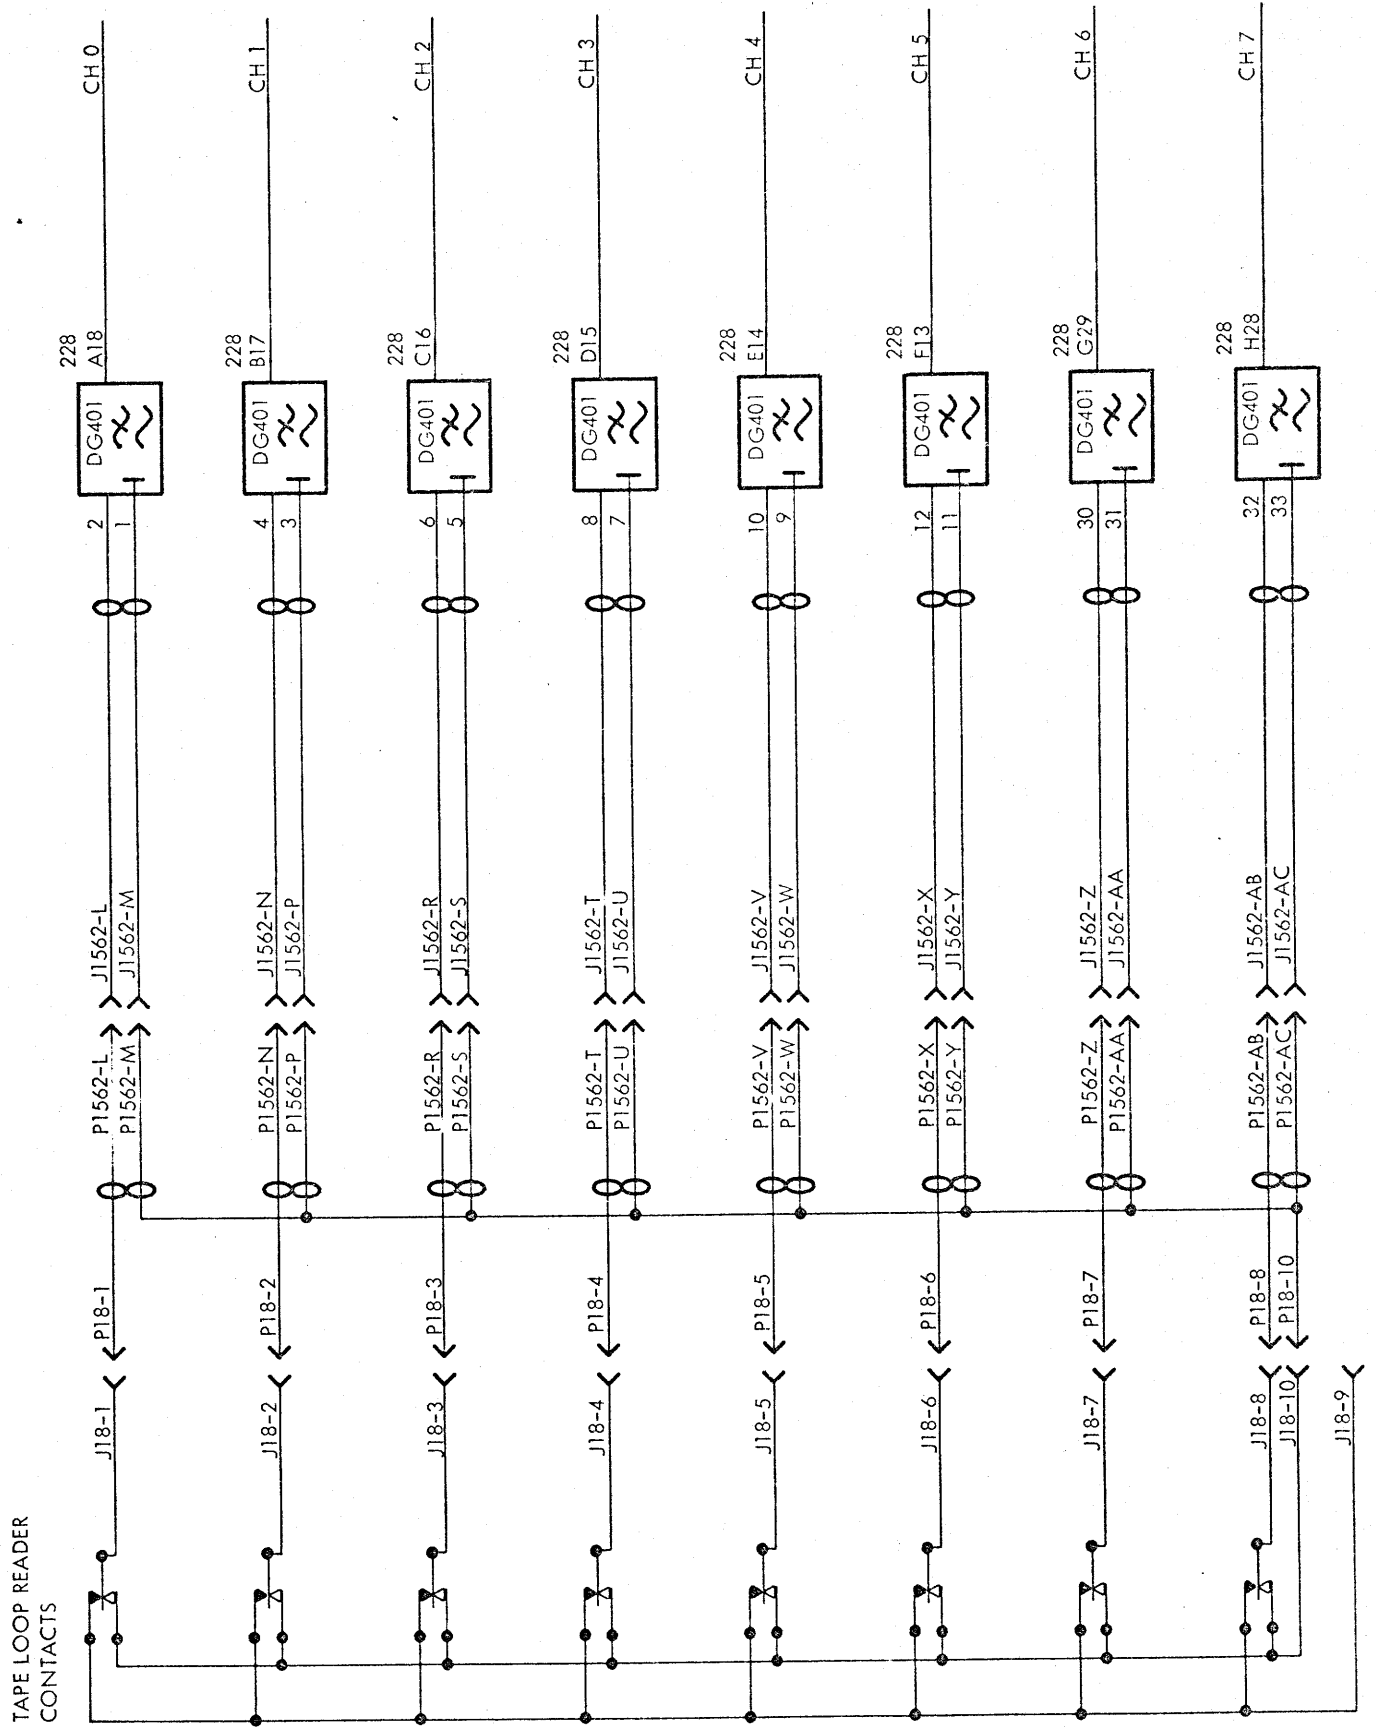 TAPE LOOP READER
CONTACTS
J18-1
P18-1
P1562-L
P1562-M
J1562-L
J1562-M
2
1
DG401
228
A18
CH 0
J18-2
P18-2
P1562-N
P1562-P
J1562-N
J1562-P
4
3
DG401
228
B17
CH 1
J18-3
P18-3
P1562-R
P1562-S
J1562-R
J1562-S
6
5
DG401
228
C16
CH 2
J18-4
P18-4
P1562-T
P1562-U
J1562-T
J1562-U
8
7
DG401
228
D15
CH 3
J18-5
P18-5
P1562-V
P1562-W
J1562-V
J1562-W
10
9
DG401
228
E14
CH 4
J18-6
P18-6
P1562-X
P1562-Y
J1562-X
J1562-Y
12
11
DG401
228
F13
CH 5
J18-7
P18-7
P1562-Z
P1562-AA
J1562-Z
J1562-AA
30
31
DG401
228
G29
CH 6
J18-8
J18-10
P18-8
P18-10
P1562-AB
P1562-AC
J1562-AB
J1562-AC
32
33
DG401
228
H28
CH 7
J18-9